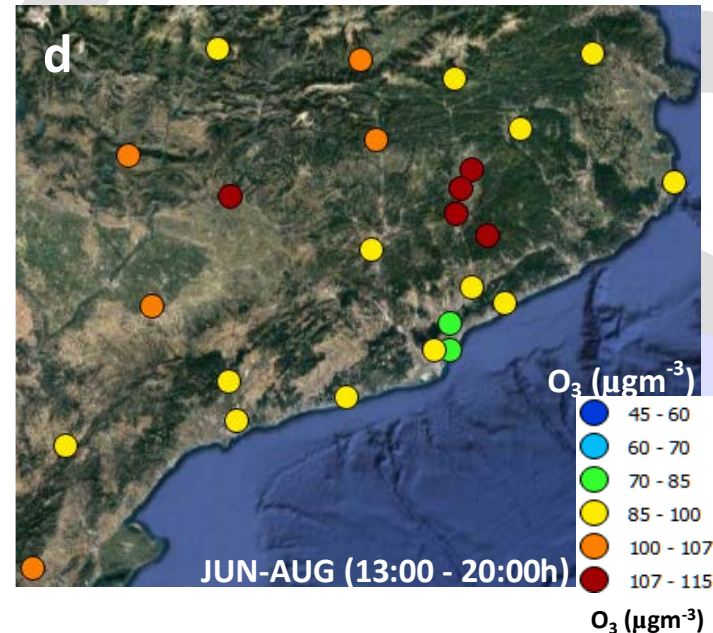 d
O₃ (µgm⁻³)
45 - 60
60 - 70
70 - 85
85 - 100
100 - 107
107 - 115
JUN-AUG (13:00 - 20:00h)
O₃ (µgm⁻³)